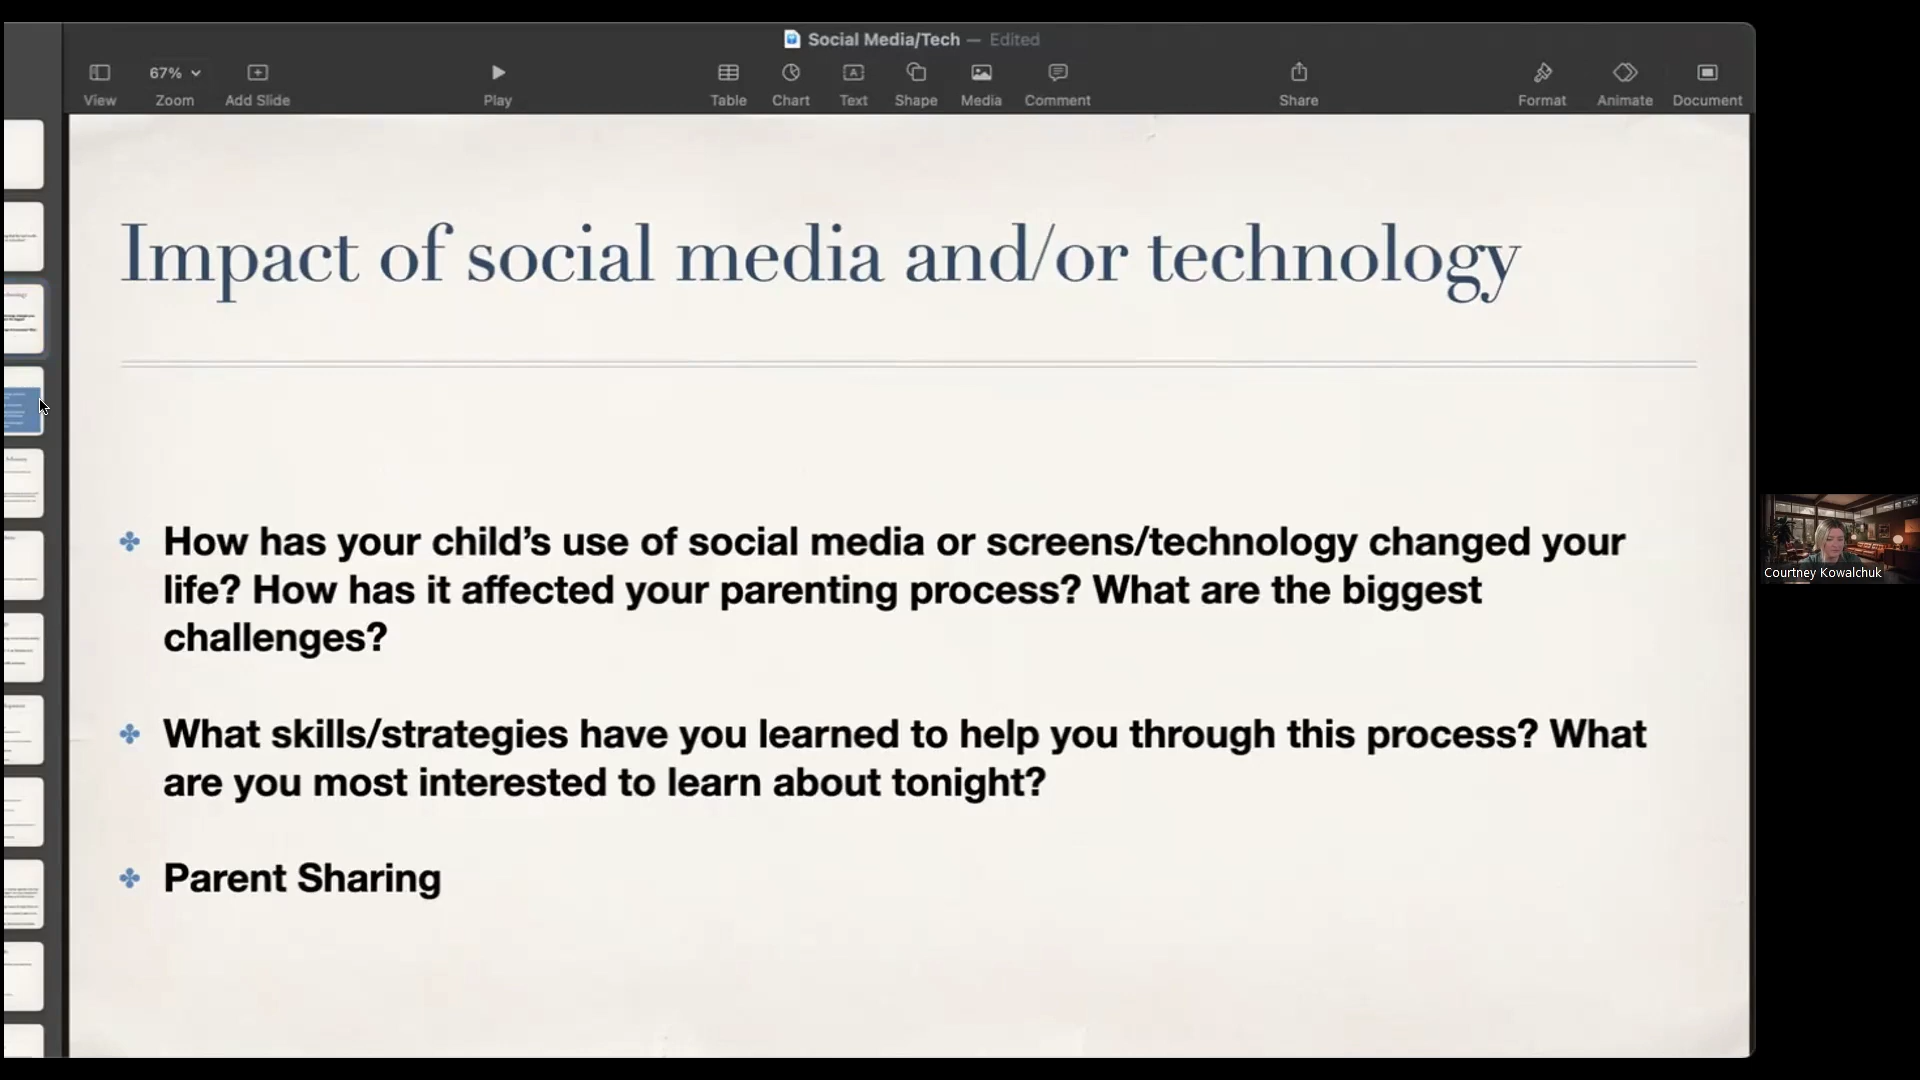 Social Media/Tech — Edited
67%
View Zoom Add Slide Play Table Chart Text Shape Media Comment Share Format Animate Document
Impact of social media and/or technology
How has your child’s use of social media or screens/technology changed your
life? How has it affected your parenting process? What are the biggest
challenges?
What skills/strategies have you learned to help you through this process? What
are you most interested to learn about tonight?
Parent Sharing
Courtney Kowalchuk